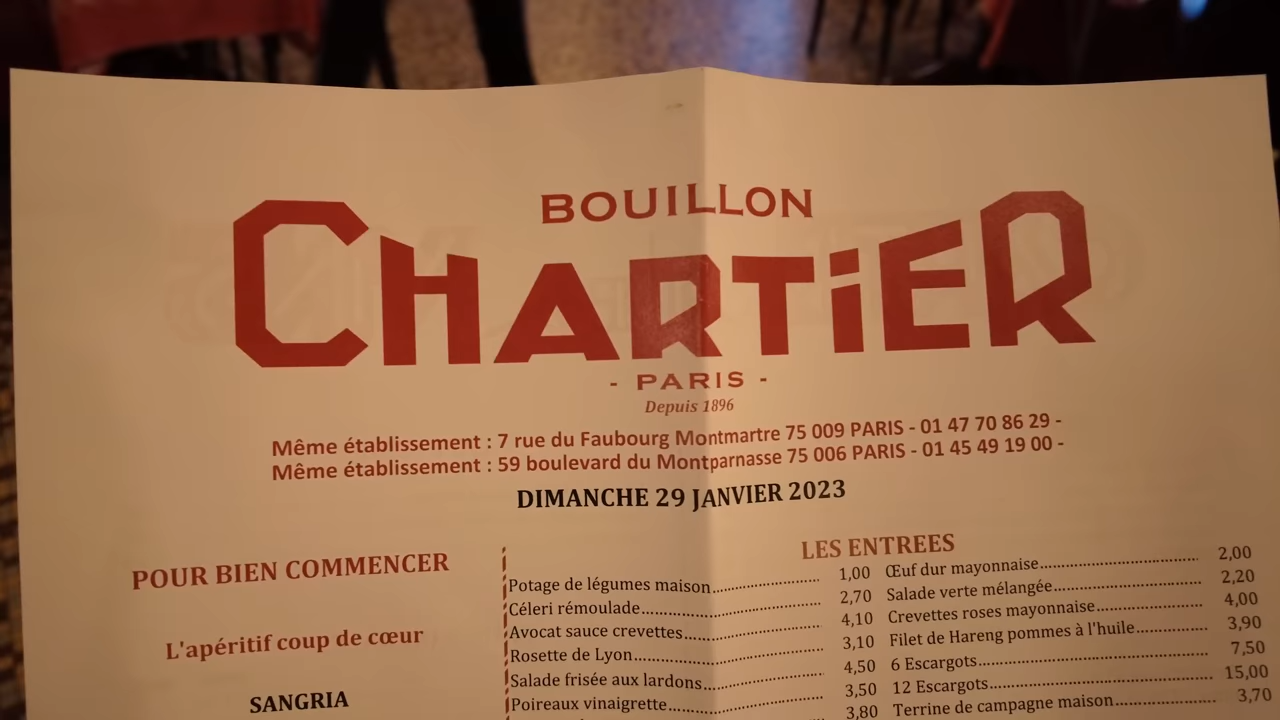 BOUILLON
CHARTiER
- PARIS -
Depuis 1896
Même établissement : 7 rue du Faubourg Montmartre 75 009 PARIS - 01 47 70 86 29 -
Même établissement : 59 boulevard du Montparnasse 75 006 PARIS - 01 45 49 19 00 -
DIMANCHE 29 JANVIER 2023
POUR BIEN COMMENCER
L'apéritif coup de cœur
SANGRIA
LES ENTREES
Potage de légumes maison 1,00
Céleri rémoulade 2,70
Avocat sauce crevettes 4,10
Rosette de Lyon 3,10
Salade frisée aux lardons 4,50
Poireaux vinaigrette 3,50
3,80
Œuf dur mayonnaise 2,00
Salade verte mélangée 2,20
Crevettes roses mayonnaise 4,00
Filet de Hareng pommes à l'huile 3,90
6 Escargots 7,50
12 Escargots 15,00
Terrine de campagne maison 3,70